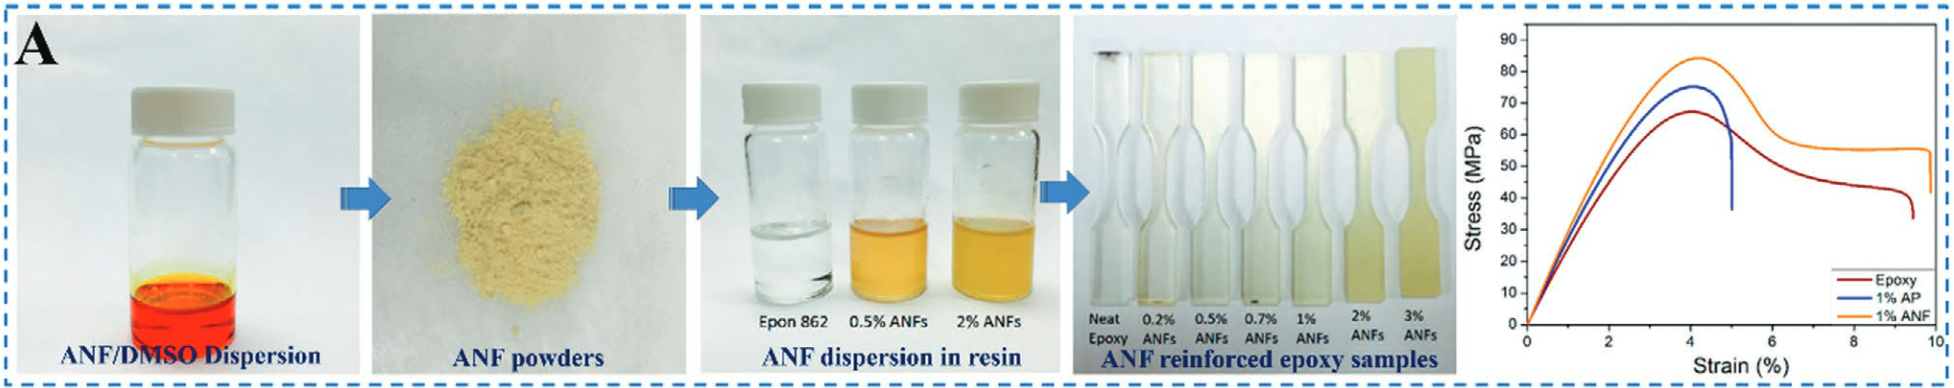 A
ANF/DMSO Dispersion
ANF powders
Epon 862 0.5% ANFs 2% ANFs
ANF dispersion in resin
Neat Epoxy
0.2% ANFs
0.5% ANFs
0.7% ANFs
1% ANFs
2% ANFs
3% ANFs
ANF reinforced epoxy samples
Stress (MPa)
90
80
70
60
50
40
30
20
10
0
Epoxy
1% AP
1% ANF
0 2 4 6 8 10
Strain (%)